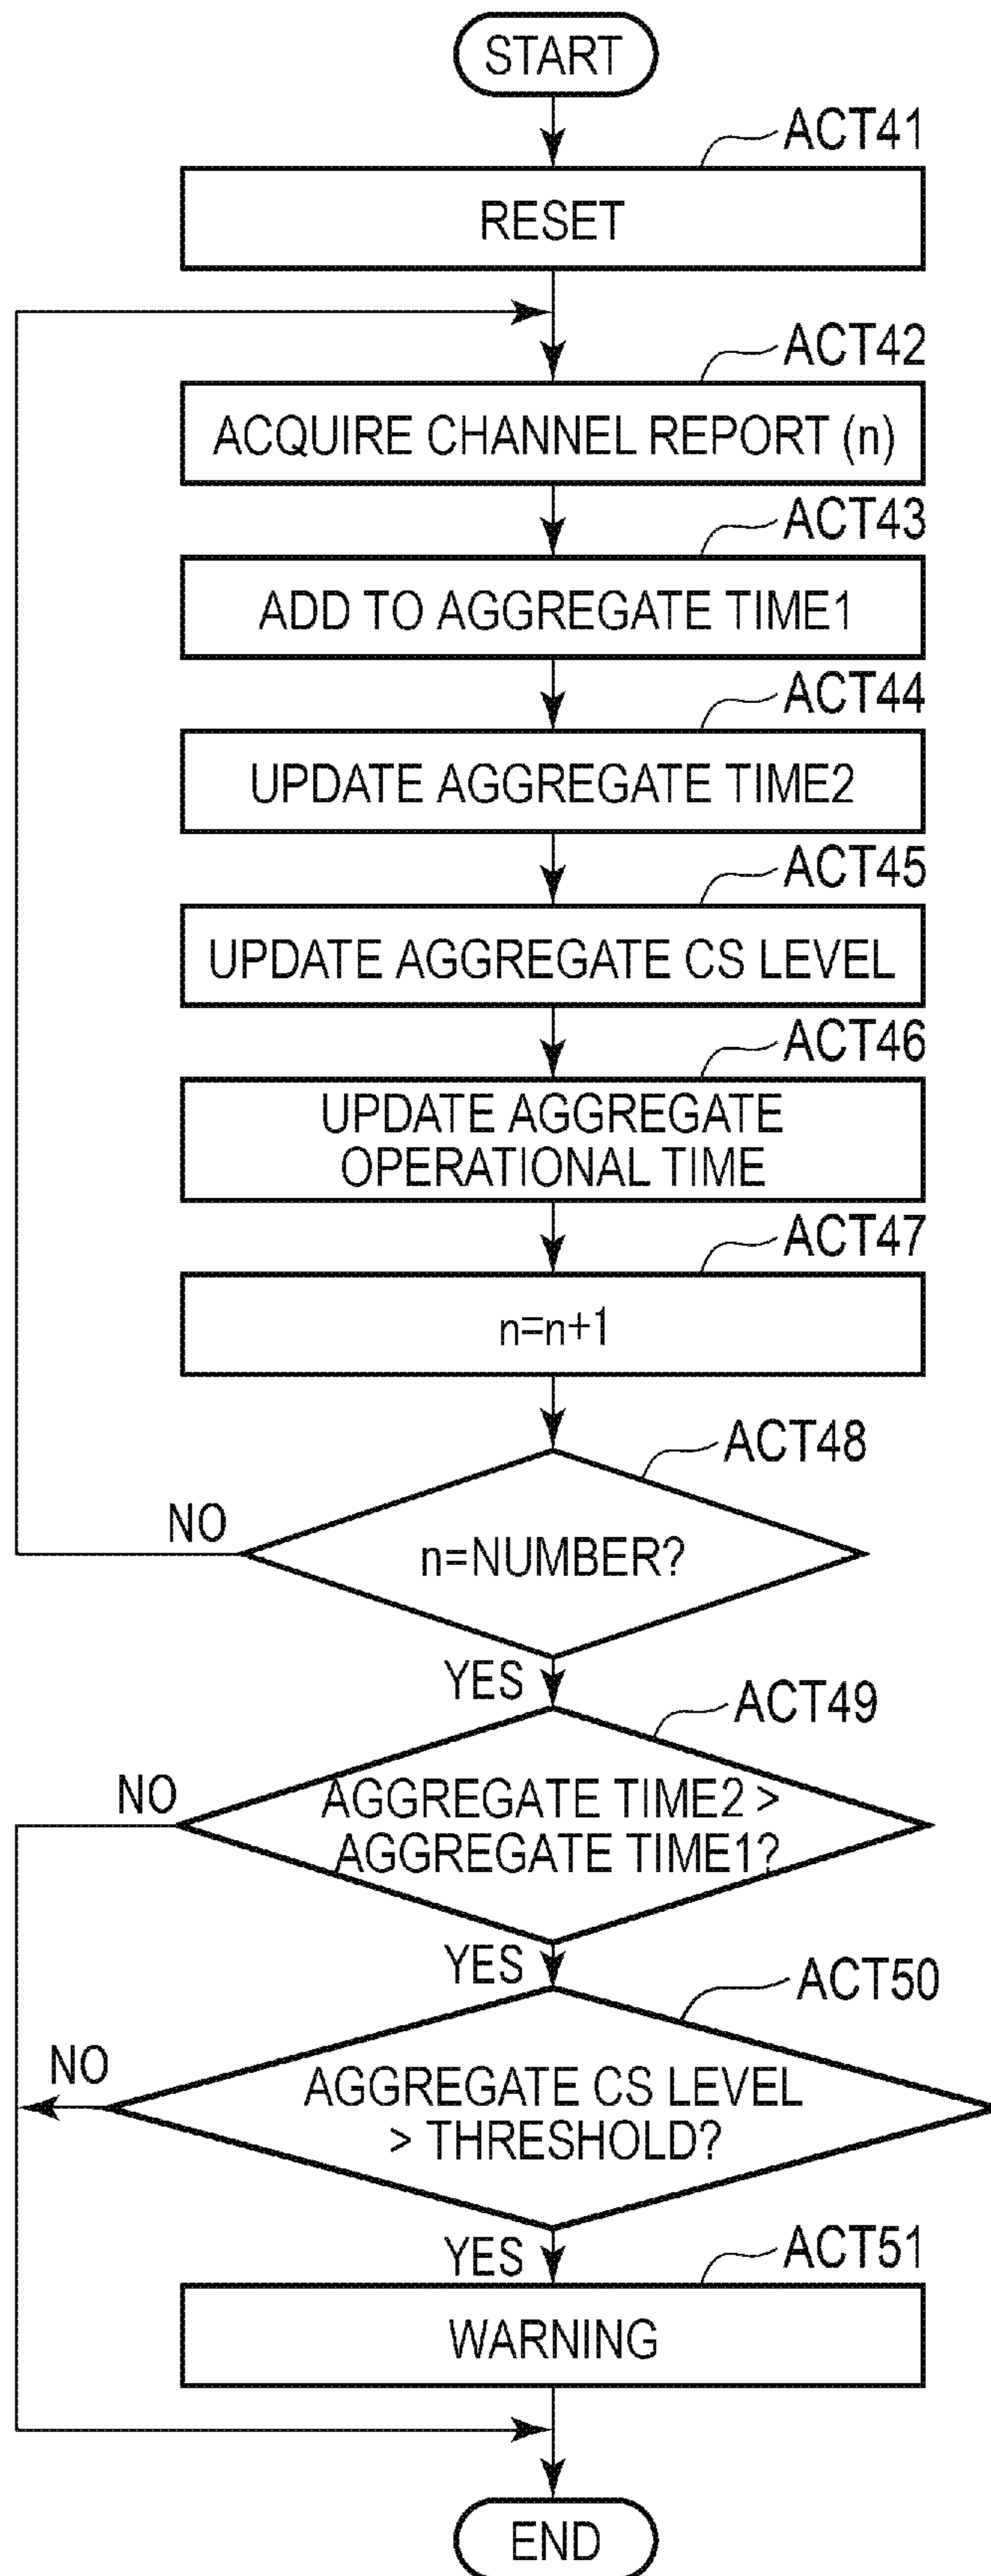 START
ACT41
RESET
ACT42
ACQUIRE CHANNEL REPORT (n)
ACT43
ADD TO AGGREGATE TIME1
ACT44
UPDATE AGGREGATE TIME2
ACT45
UPDATE AGGREGATE CS LEVEL
ACT46
UPDATE AGGREGATE
OPERATIONAL TIME
ACT47
n=n+1
ACT48
NO
n=NUMBER?
YES
ACT49
NO
AGGREGATE TIME2 >
AGGREGATE TIME1?
YES
ACT50
NO
AGGREGATE CS LEVEL
> THRESHOLD?
YES
ACT51
WARNING
END